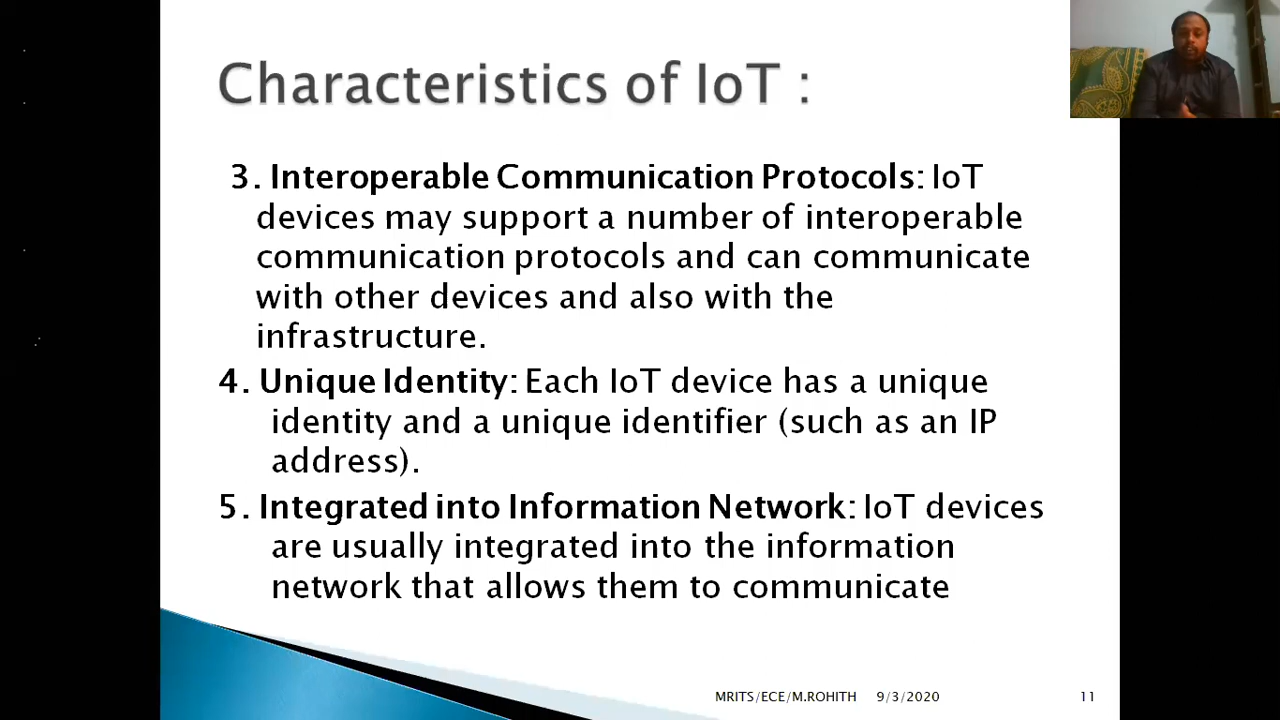 Characteristics of IoT :
3. Interoperable Communication Protocols: IoT
devices may support a number of interoperable
communication protocols and can communicate
with other devices and also with the
infrastructure.
4. Unique Identity: Each IoT device has a unique
identity and a unique identifier (such as an IP
address).
5. Integrated into Information Network: IoT devices
are usually integrated into the information
network that allows them to communicate
MRITS/ECE/M.ROHITH 9/3/2020 11